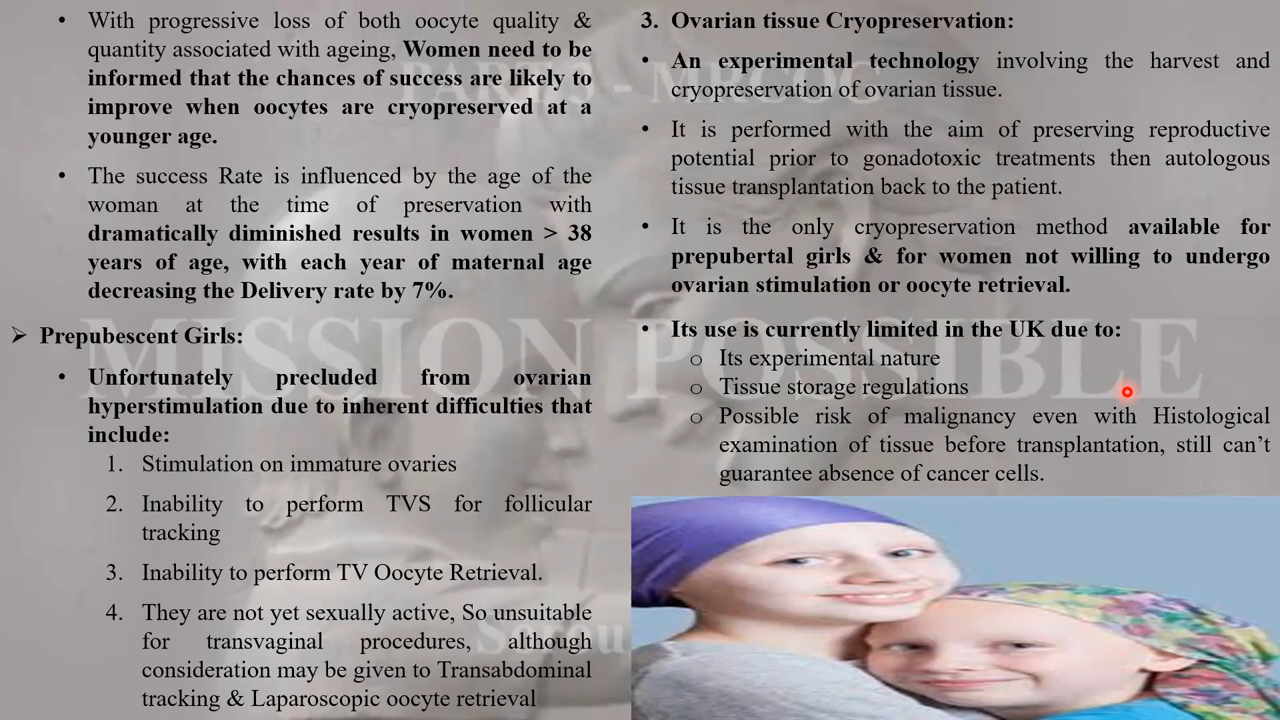 • With progressive loss of both oocyte quality &
quantity associated with ageing, Women need to be
informed that the chances of success are likely to
improve when oocytes are cryopreserved at a
younger age.
• The success Rate is influenced by the age of the
woman at the time of preservation with
dramatically diminished results in women > 38
years of age, with each year of maternal age
decreasing the Delivery rate by 7%.
➢ Prepubescent Girls:
• Unfortunately precluded from ovarian
hyperstimulation due to inherent difficulties that
include:
1. Stimulation on immature ovaries
2. Inability to perform TVS for follicular
tracking
3. Inability to perform TV Oocyte Retrieval.
4. They are not yet sexually active, So unsuitable
for transvaginal procedures, although
consideration may be given to Transabdominal
tracking & Laparoscopic oocyte retrieval
3. Ovarian tissue Cryopreservation:
• An experimental technology involving the harvest and
cryopreservation of ovarian tissue.
• It is performed with the aim of preserving reproductive
potential prior to gonadotoxic treatments then autologous
tissue transplantation back to the patient.
• It is the only cryopreservation method available for
prepubertal girls & for women not willing to undergo
ovarian stimulation or oocyte retrieval.
• Its use is currently limited in the UK due to:
o Its experimental nature
o Tissue storage regulations
o Possible risk of malignancy even with Histological
examination of tissue before transplantation, still can't
guarantee absence of cancer cells.
- MRCOG
MISSION POSSIBLE